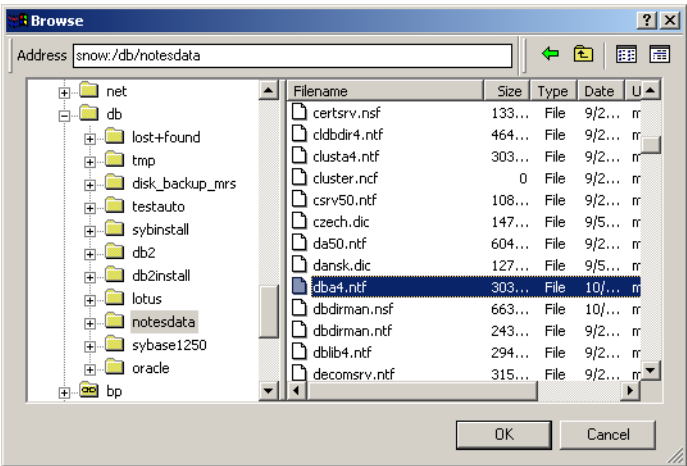 Browse
Address snow:/db/notesdata
net
db
lost+found
tmp
disk_backup_mrs
testauto
sybinstall
db2
db2install
lotus
notesdata
sybase1250
oracle
bp
Filename Size Type Date U
certsrv.nsf 133... File 9/2... m
cldbdir4.ntf 464... File 9/2... m
clusta4.ntf 303... File 9/2... m
cluster.ncf 0 File 9/2... m
csrv50.ntf 108... File 9/2... m
czech.dic 147... File 9/5... m
da50.ntf 604... File 9/2... m
dansk.dic 127... File 9/5... m
dba4.ntf 303... File 10/... m
dbdirman.nsf 663... File 10/... m
dbdirman.ntf 243... File 9/2... m
dblib4.ntf 294... File 9/2... m
decomsrv.ntf 315... File 9/2... m
OK Cancel